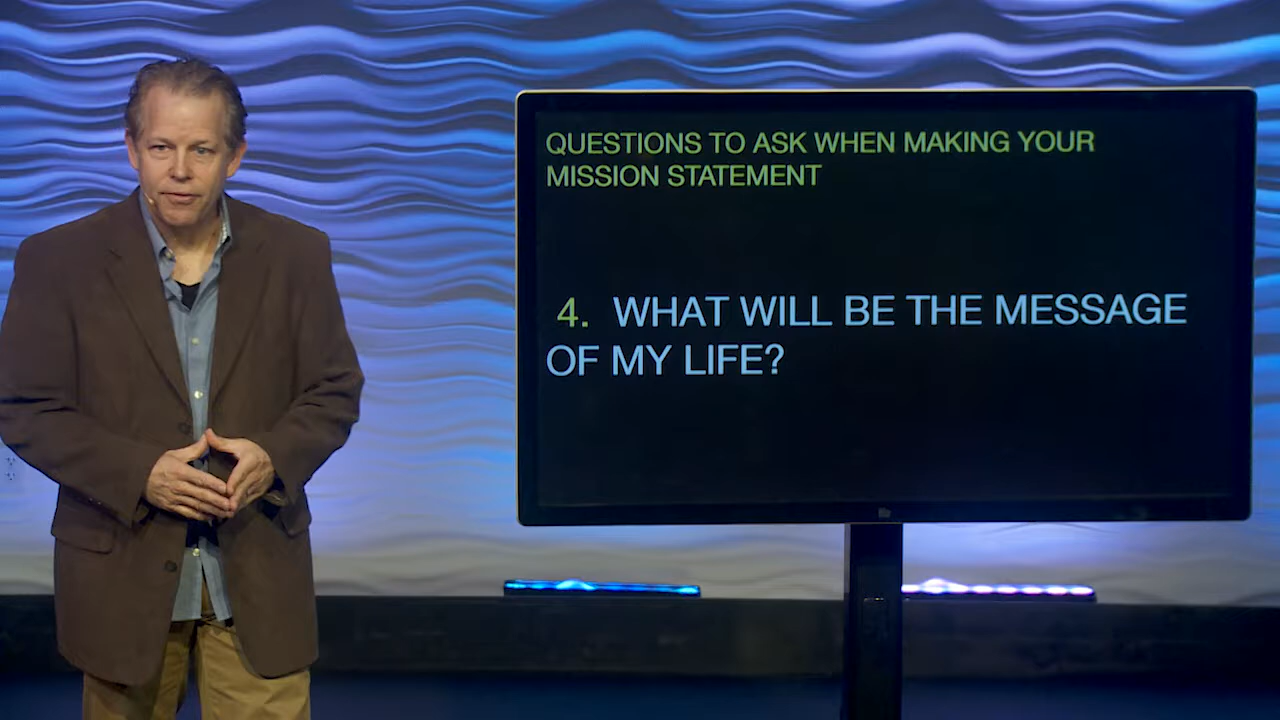 QUESTIONS TO ASK WHEN MAKING YOUR
MISSION STATEMENT
4. WHAT WILL BE THE MESSAGE
OF MY LIFE?